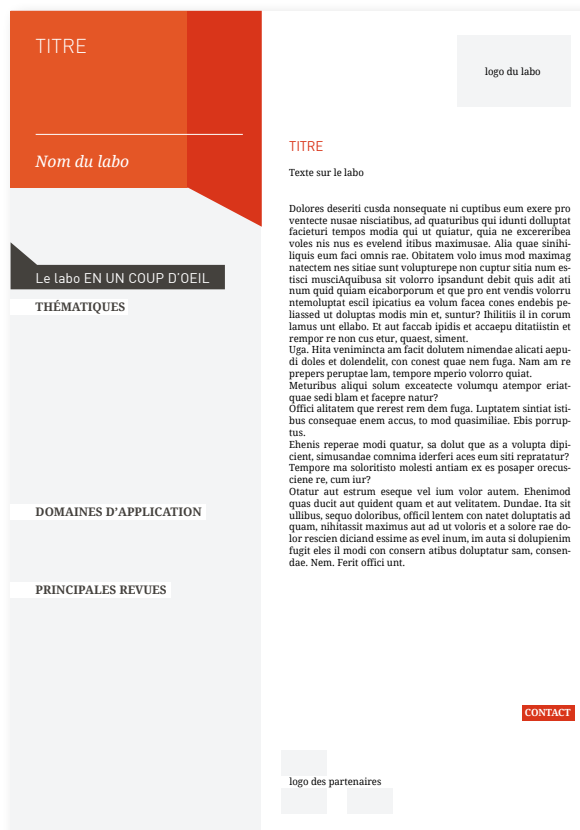 TITRE
Nom du labo
Le labo EN UN COUP D'OEIL
THÉMATIQUES
DOMAINES D'APPLICATION
PRINCIPALES REVUES
logo du labo
TITRE
Texte sur le labo
Dolores deseriti cusda nonsequate ni cuptibus eum exere pro
ventecte nusae nisciatibus, ad quaturibus qui idunti dolluptat
facieturi tempos modia qui ut quiatur, quia ne excereribea
voles nis nus es evelend itibus maximusae. Alia quae sinihi-
liquis eum faci omnis rae. Obitatem volo imus mod maximag
natectem nes sitiae sunt volupturepe non cuptur sitia num es-
tisci musciAquibusa sit volorro ipsandunt debit quis adit ati
num quid quiam eicaborporum et que pro ent vendis volorru
ntemoluptat escil ipicatius ea volum facea cones endebis pe-
liassed ut doluptas modis min et, suntur? Ihilitiis il in corum
lamus unt ellabo. Et aut faccab ipidis et accaepu ditatiistin et
rempor re non cus etur, quaest, siment.
Uga. Hita venimincta am facit dolutem nimendae alicati aepu-
di doles et dolendelit, con conest quae nem fuga. Nam am re
prepers peruptae lam, tempore mperio volorro quiat.
Meturibus aliqui solum exceatecte volumqu atempor eriat-
quae sedi blam et facepre natur?
Offici alitatem que rerest rem dem fuga. Luptatem sintiat isti-
bus consequae enem accus, to mod quasimiliae. Ebis porrup-
tus.
Ehenis reperae modi quatur, sa dolut que as a volupta dipi-
cient, simusandae comnima iderferi aces eum siti repratatur?
Tempore ma soloritisto molesti antiam ex es posaper orecus-
ciene re, cum iur?
Otatur aut estrum eseque vel ium volor autem. Ehenimod
quas ducit aut quident quam et aut velitatem. Dundae. Ita sit
ullibus, sequo doloribus, officil lentem con natet doluptatis ad
quam, nihitassit maximus aut ad ut voloris et a solore rae do-
lor rescien diciand essime as evel inum, im auta si dolupienim
fugit eles il modi con consern atibus doluptatur sam, consen-
dae. Nem. Ferit offici unt.
CONTACT
logo des partenaires